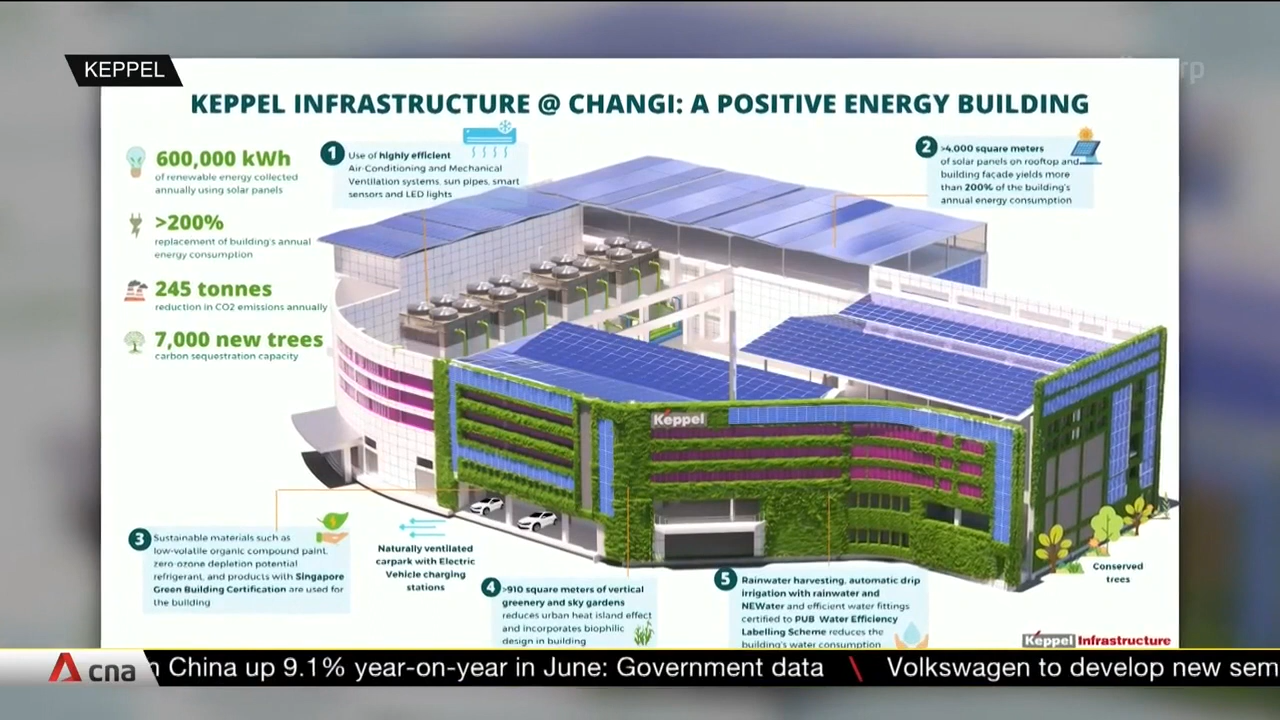 KEPPEL
KEPPEL INFRASTRUCTURE @ CHANGI: A POSITIVE ENERGY BUILDING
600,000 kWh
of renewable energy collected
annually using solar panels
>200%
replacement of building's annual
energy consumption
245 tonnes
reduction in CO2 emissions annually
7,000 new trees
carbon sequestration capacity
1
Use of highly efficient
Air-Conditioning and Mechanical
Ventilation systems, sun pipes, smart
sensors and LED lights
2
>4,000 square meters
of solar panels on rooftop and
building façade yields more
than 200% of the building's
annual energy consumption
Keppel
3
Sustainable materials such as
low-volatile organic compound paint,
zero-ozone depletion potential
refrigerant, and products with Singapore
Green Building Certification are used for
the building
Naturally ventilated
carpark with Electric
Vehicle charging
stations
4
>910 square meters of vertical
greenery and sky gardens
reduces urban heat island effect
and incorporates biophilic
design in building
5
Rainwater harvesting, automatic drip
irrigation with rainwater and
NEWater and efficient water fittings
certified to PUB Water Efficiency
Labelling Scheme reduces the
building's water consumption
Conserved
trees
Keppel Infrastructure
cna
China up 9.1% year-on-year in June: Government data \ Volkswagen to develop new sem